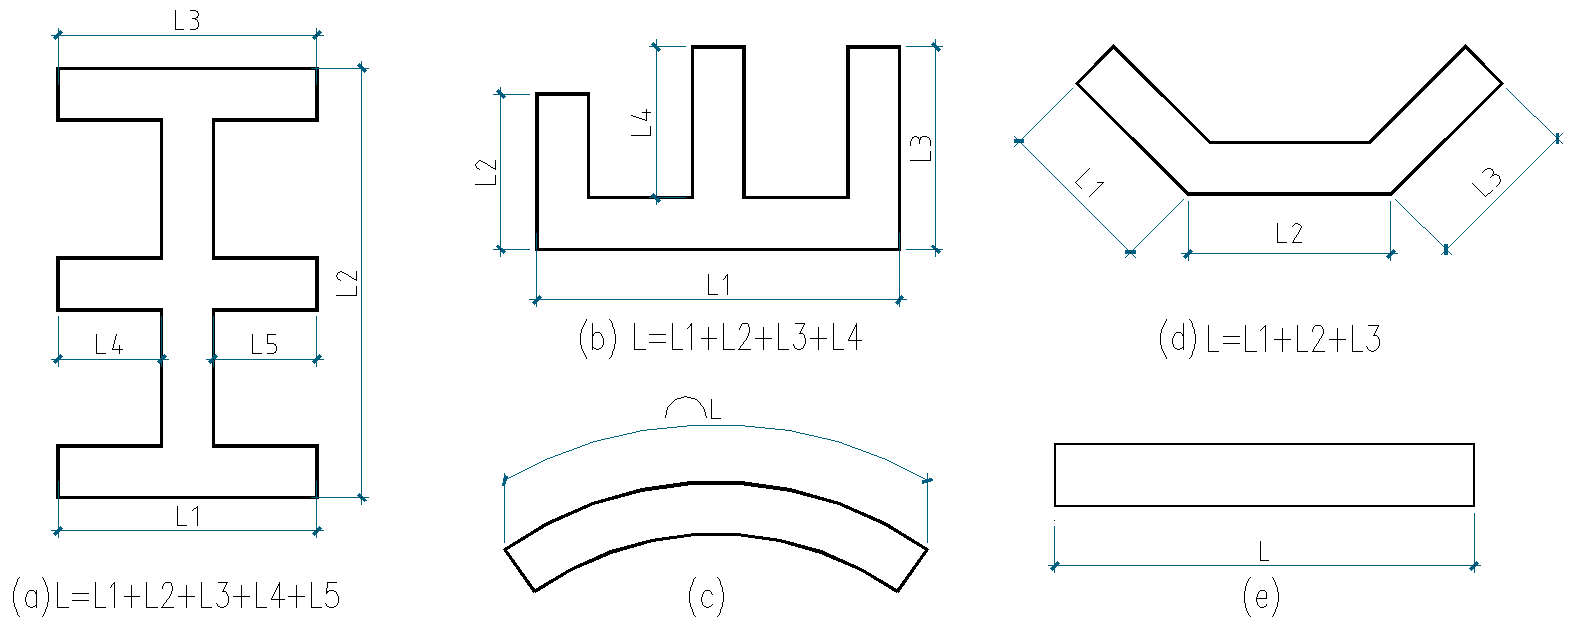 L3
L2
L4
L5
L1
(a)L=L1+L2+L3+L4+L5
L4
L2
L3
L1
(b) L=L1+L2+L3+L4
L1
L3
L2
(d) L=L1+L2+L3
L
(c)
L
(e)